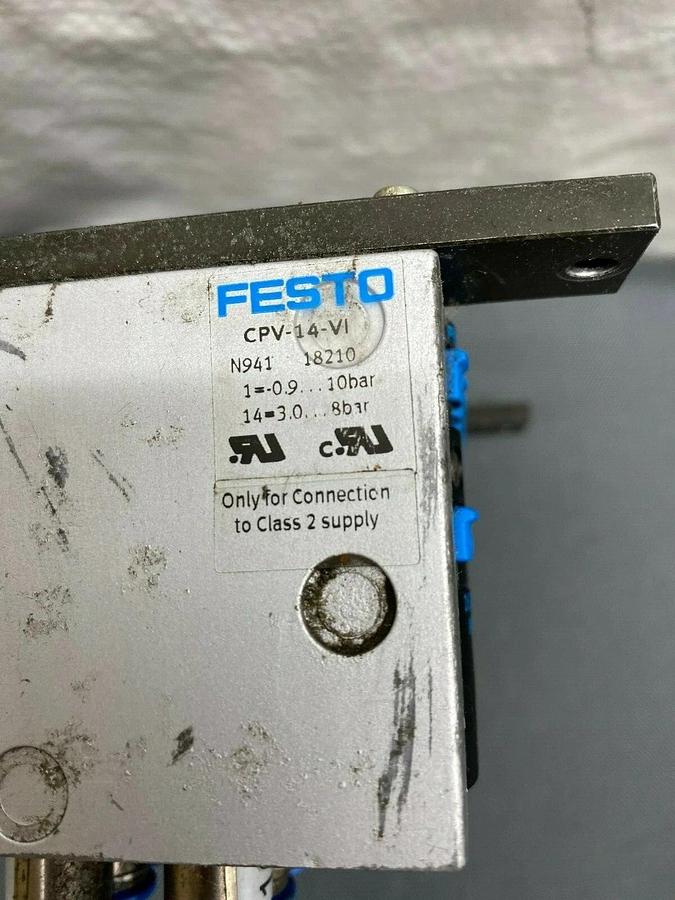 FESTO
CPV-14-VI
N941 18210
1=-0.9...10bar
14=3.0...8bar
c.
Only for Connection
to Class 2 supply